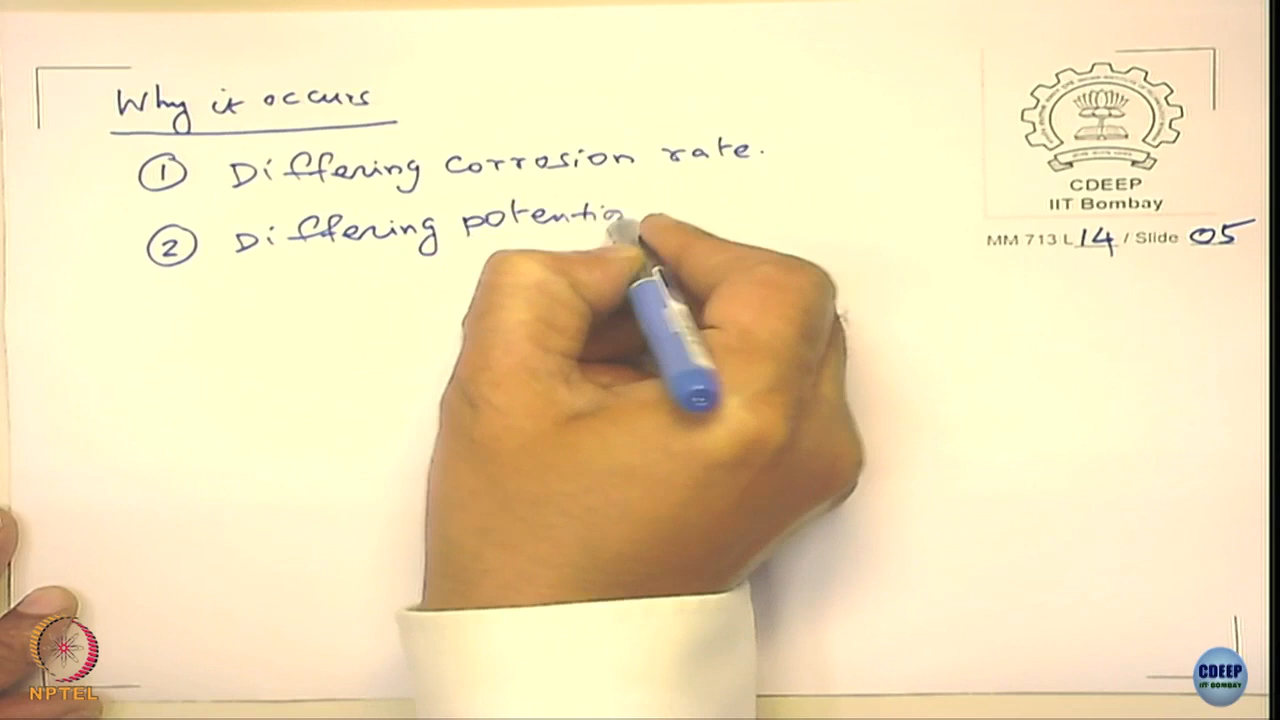 Why it occurs
① Differing corrosion rate.
② Differing potentia
CDEEP
IIT Bombay
MM 713 L 14 / Slide 05
NPTEL
CDEEP
IIT BOMBAY